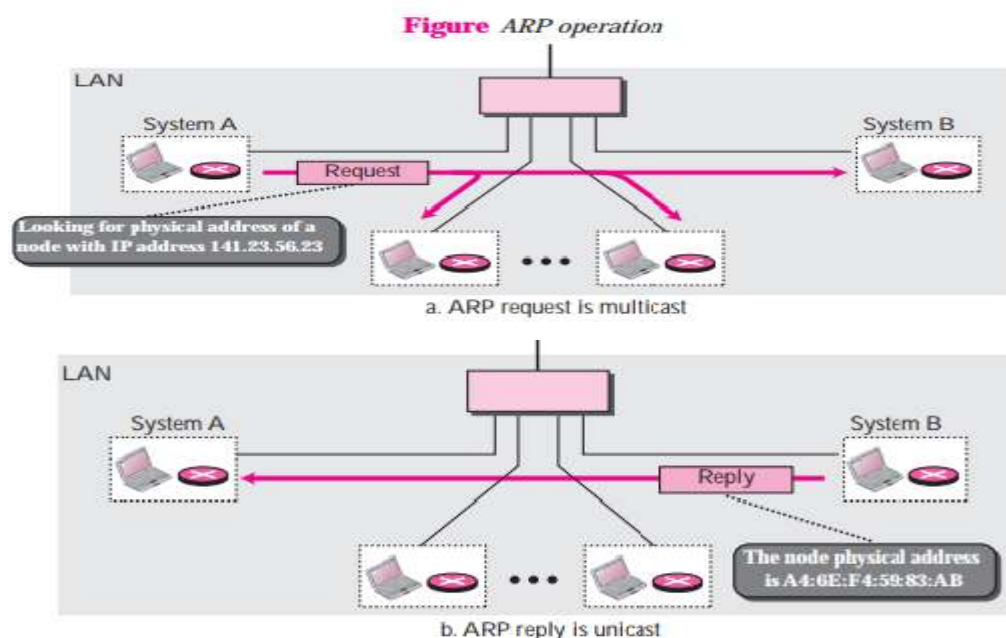 Figure ARP operation
LAN
System A
System B
Request
Looking for physical address of a
node with IP address 141.23.56.23
a. ARP request is multicast
LAN
System A
System B
Reply
The node physical address
is A4:6E:F4:59:83:AB
b. ARP reply is unicast